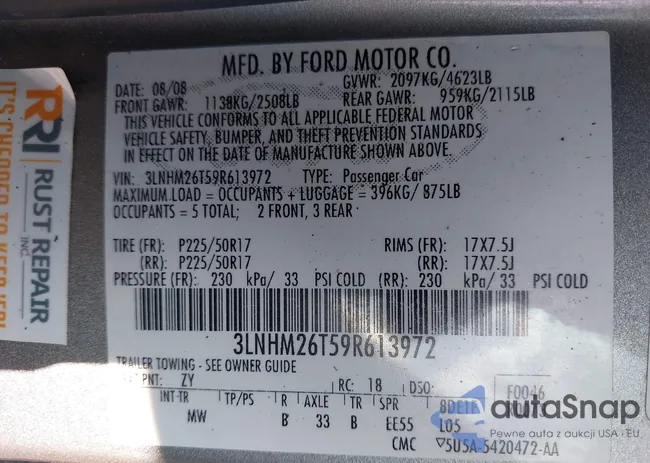 MFD. BY FORD MOTOR CO.
DATE: 08/08 GVWR: 2097KG/4623LB
FRONT GAWR: 1138KG/2508LB REAR GAWR: 959KG/2115LB
THIS VEHICLE CONFORMS TO ALL APPLICABLE FEDERAL MOTOR
VEHICLE SAFETY, BUMPER, AND THEFT PREVENTION STANDARDS
IN EFFECT ON THE DATE OF MANUFACTURE SHOWN ABOVE.
VIN: 3LNHM26T59R613972 TYPE: Passenger Car
MAXIMUM LOAD = OCCUPANTS + LUGGAGE = 396KG/ 875LB
OCCUPANTS = 5 TOTAL; 2 FRONT, 3 REAR
TIRE (FR): P225/50R17 RIMS (FR): 17X7.5J
(RR): P225/50R17 (RR): 17X7.5J
PRESSURE (FR): 230 kPa/ 33 PSI COLD (RR): 230 kPa/ 33 PSI COLD
3LNHM26T59R613972
TRAILER TOWING - SEE OWNER GUIDE
PNT: ZY RC: 18 DSO: F0046
INT TR TP/PS R AXLE TR SPR
MW B 33 B EE55 L05
CMC ▽5U5A-5420472-AA
RRI RUST REPAIR INC.
autoSnap
Pewne auta z aukcji USA · EU